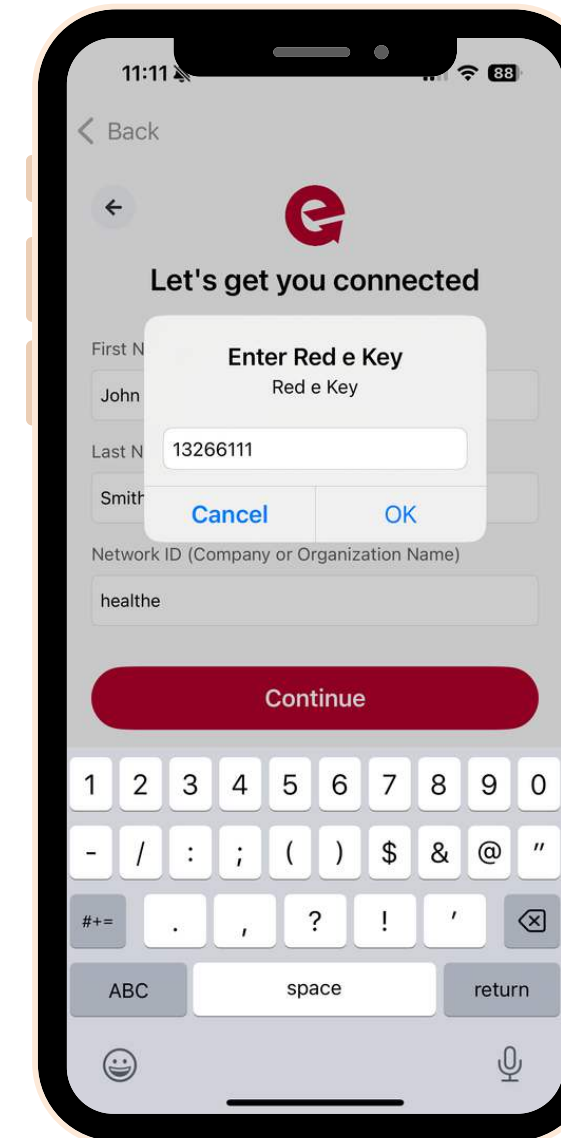 11:11
88
Back
Let's get you connected
First N
Enter Red e Key
Red e Key
John
13266111
Last N
Smith
Cancel OK
Network ID (Company or Organization Name)
healthe
Continue
1 2 3 4 5 6 7 8 9 0
- / : ; ( ) $ & @ "
#+= . , ? ! '
ABC space return